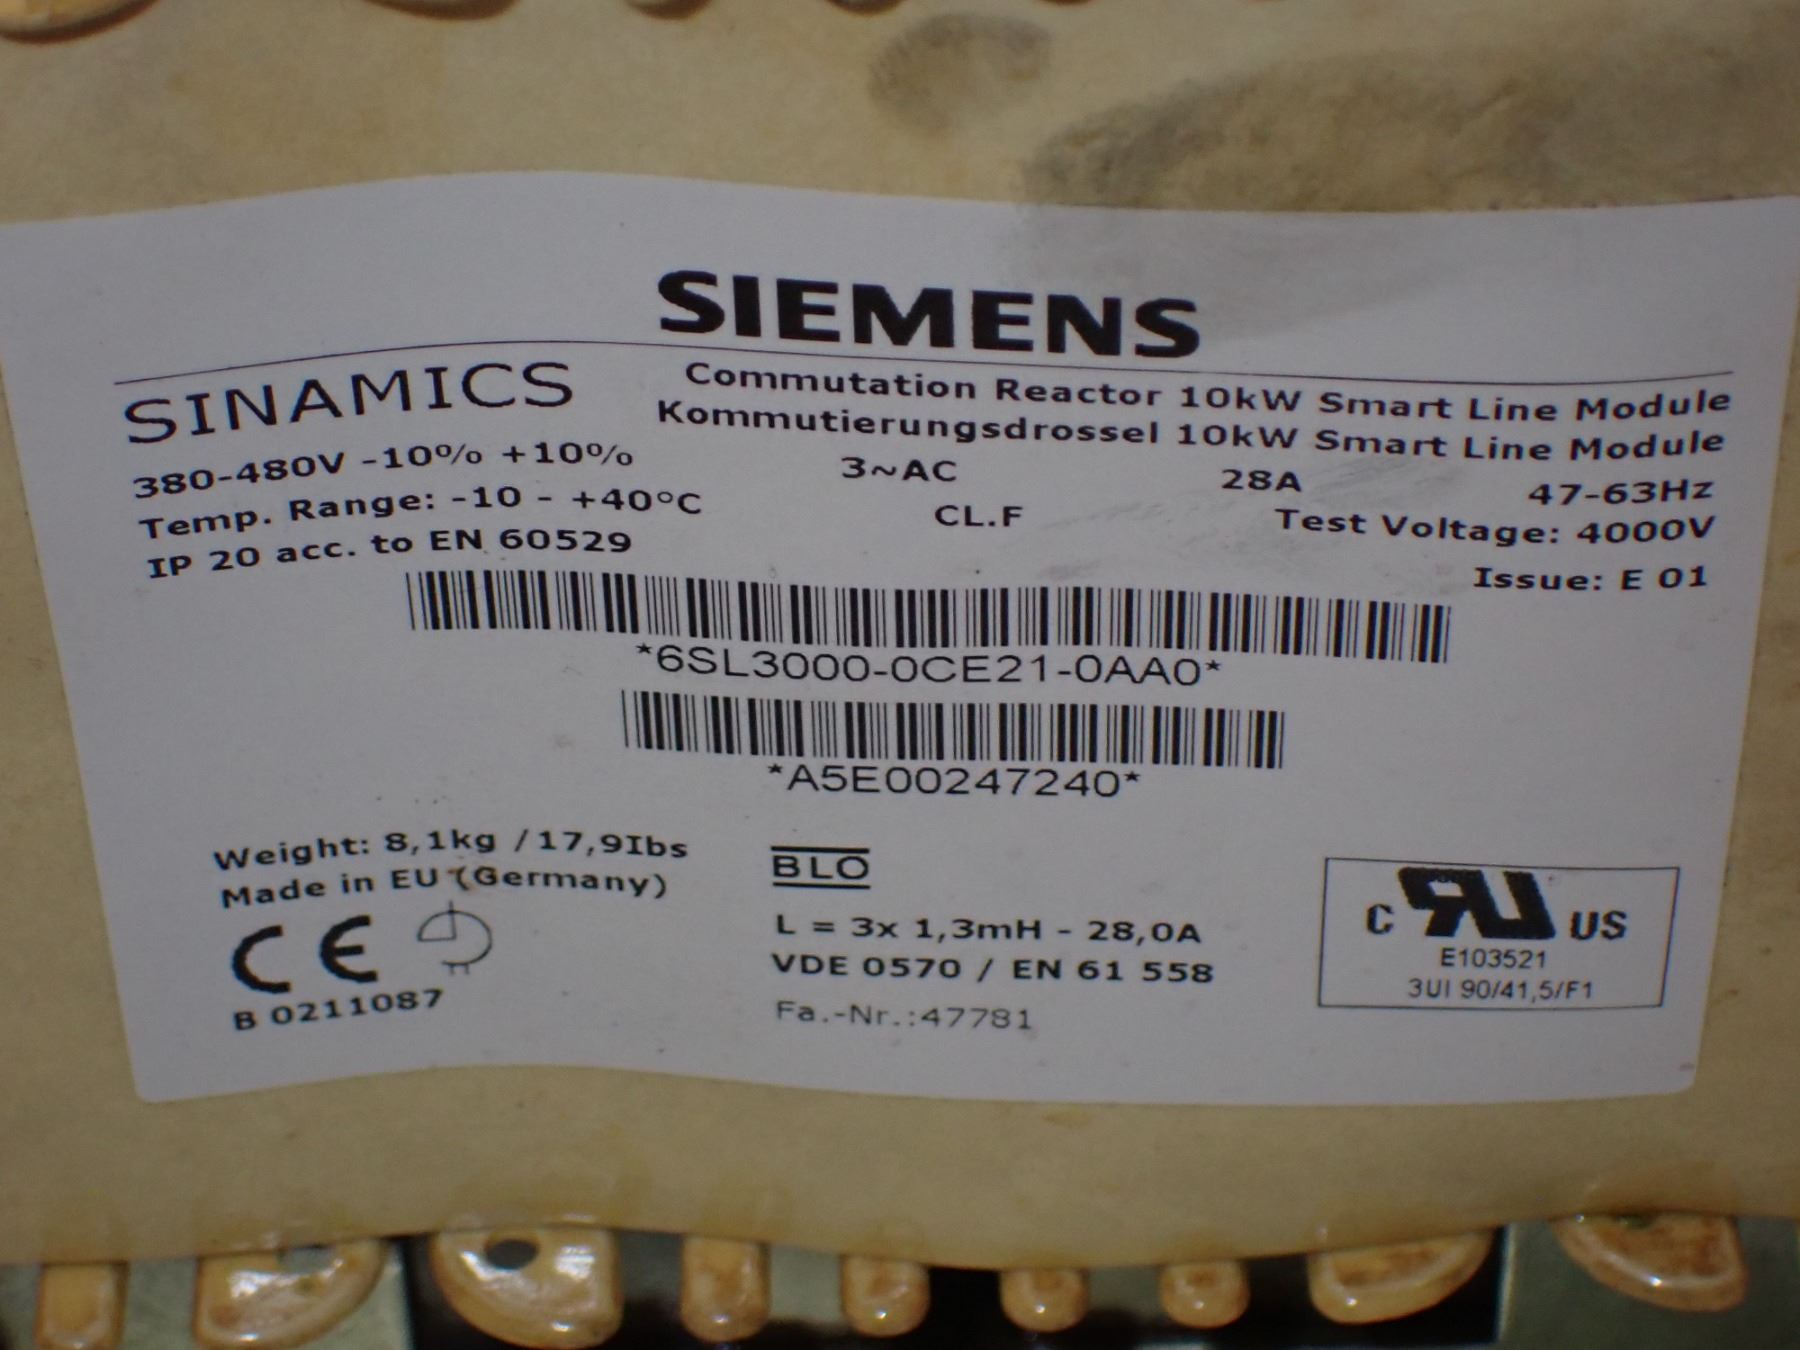 SIEMENS
SINAMICS
Commutation Reactor 10kW Smart Line Module
Kommutierungsdrossel 10kW Smart Line Module
380-480V -10% +10% 3~AC 28A 47-63Hz
Temp. Range: -10 - +40°C CL.F Test Voltage: 4000V
IP 20 acc. to EN 60529 Issue: E 01
*6SL3000-0CE21-0AA0*
*A5E00247240*
Weight: 8,1kg / 17,9Ibs
Made in EU (Germany)
CE
B 0211087
BLO
L = 3x 1,3mH - 28,0A
VDE 0570 / EN 61 558
Fa.-Nr.:47781
C RU US
E103521
3UI 90/41,5/F1